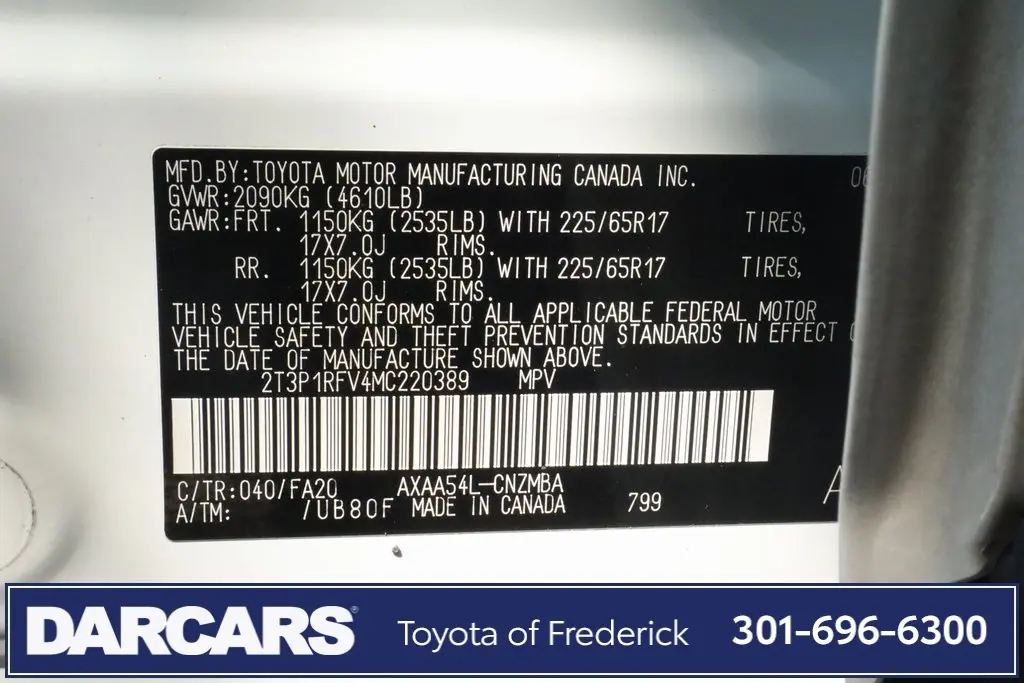 MFD.BY:TOYOTA MOTOR MANUFACTURING CANADA INC. 06
GVWR:2090KG (4610LB)
GAWR:FRT. 1150KG (2535LB) WITH 225/65R17 TIRES,
17X7.0J RIMS.
RR. 1150KG (2535LB) WITH 225/65R17 TIRES,
17X7.0J RIMS.
THIS VEHICLE CONFORMS TO ALL APPLICABLE FEDERAL MOTOR
VEHICLE SAFETY AND THEFT PREVENTION STANDARDS IN EFFECT
THE DATE OF MANUFACTURE SHOWN ABOVE.
2T3P1RFV4MC220389 MPV
C/TR:040/FA20 AXAA54L-CNZMBA
A/TM: /UB80F MADE IN CANADA 799
DARCARS® Toyota of Frederick 301-696-6300